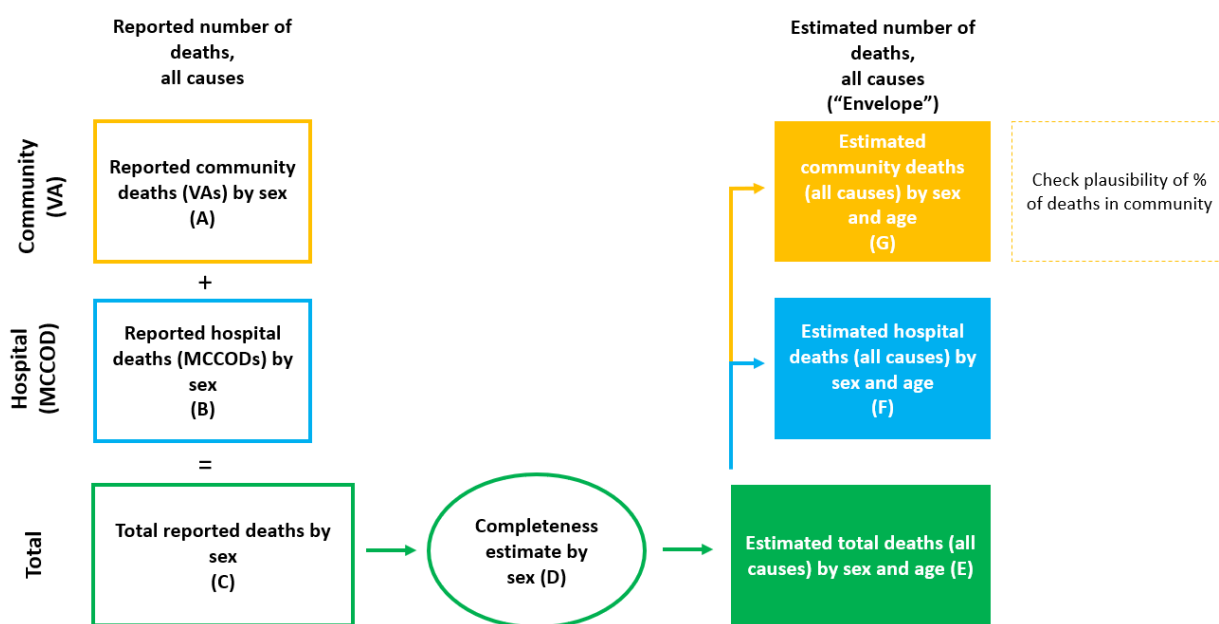 Reported number of
deaths,
all causes
Estimated number of
deaths,
all causes
(“Envelope”)
Community
(VA)
Reported community
deaths (VAs) by sex
(A)
Estimated
community deaths
(all causes) by sex
and age
(G)
Check plausibility of %
of deaths in community
+
Hospital
(MCCOD)
Reported hospital
deaths (MCCODs) by
sex
(B)
Estimated hospital
deaths (all causes) by
sex and age
(F)
=
Total
Total reported deaths by
sex
(C)
Completeness
estimate by
sex (D)
Estimated total deaths (all
causes) by sex and age (E)